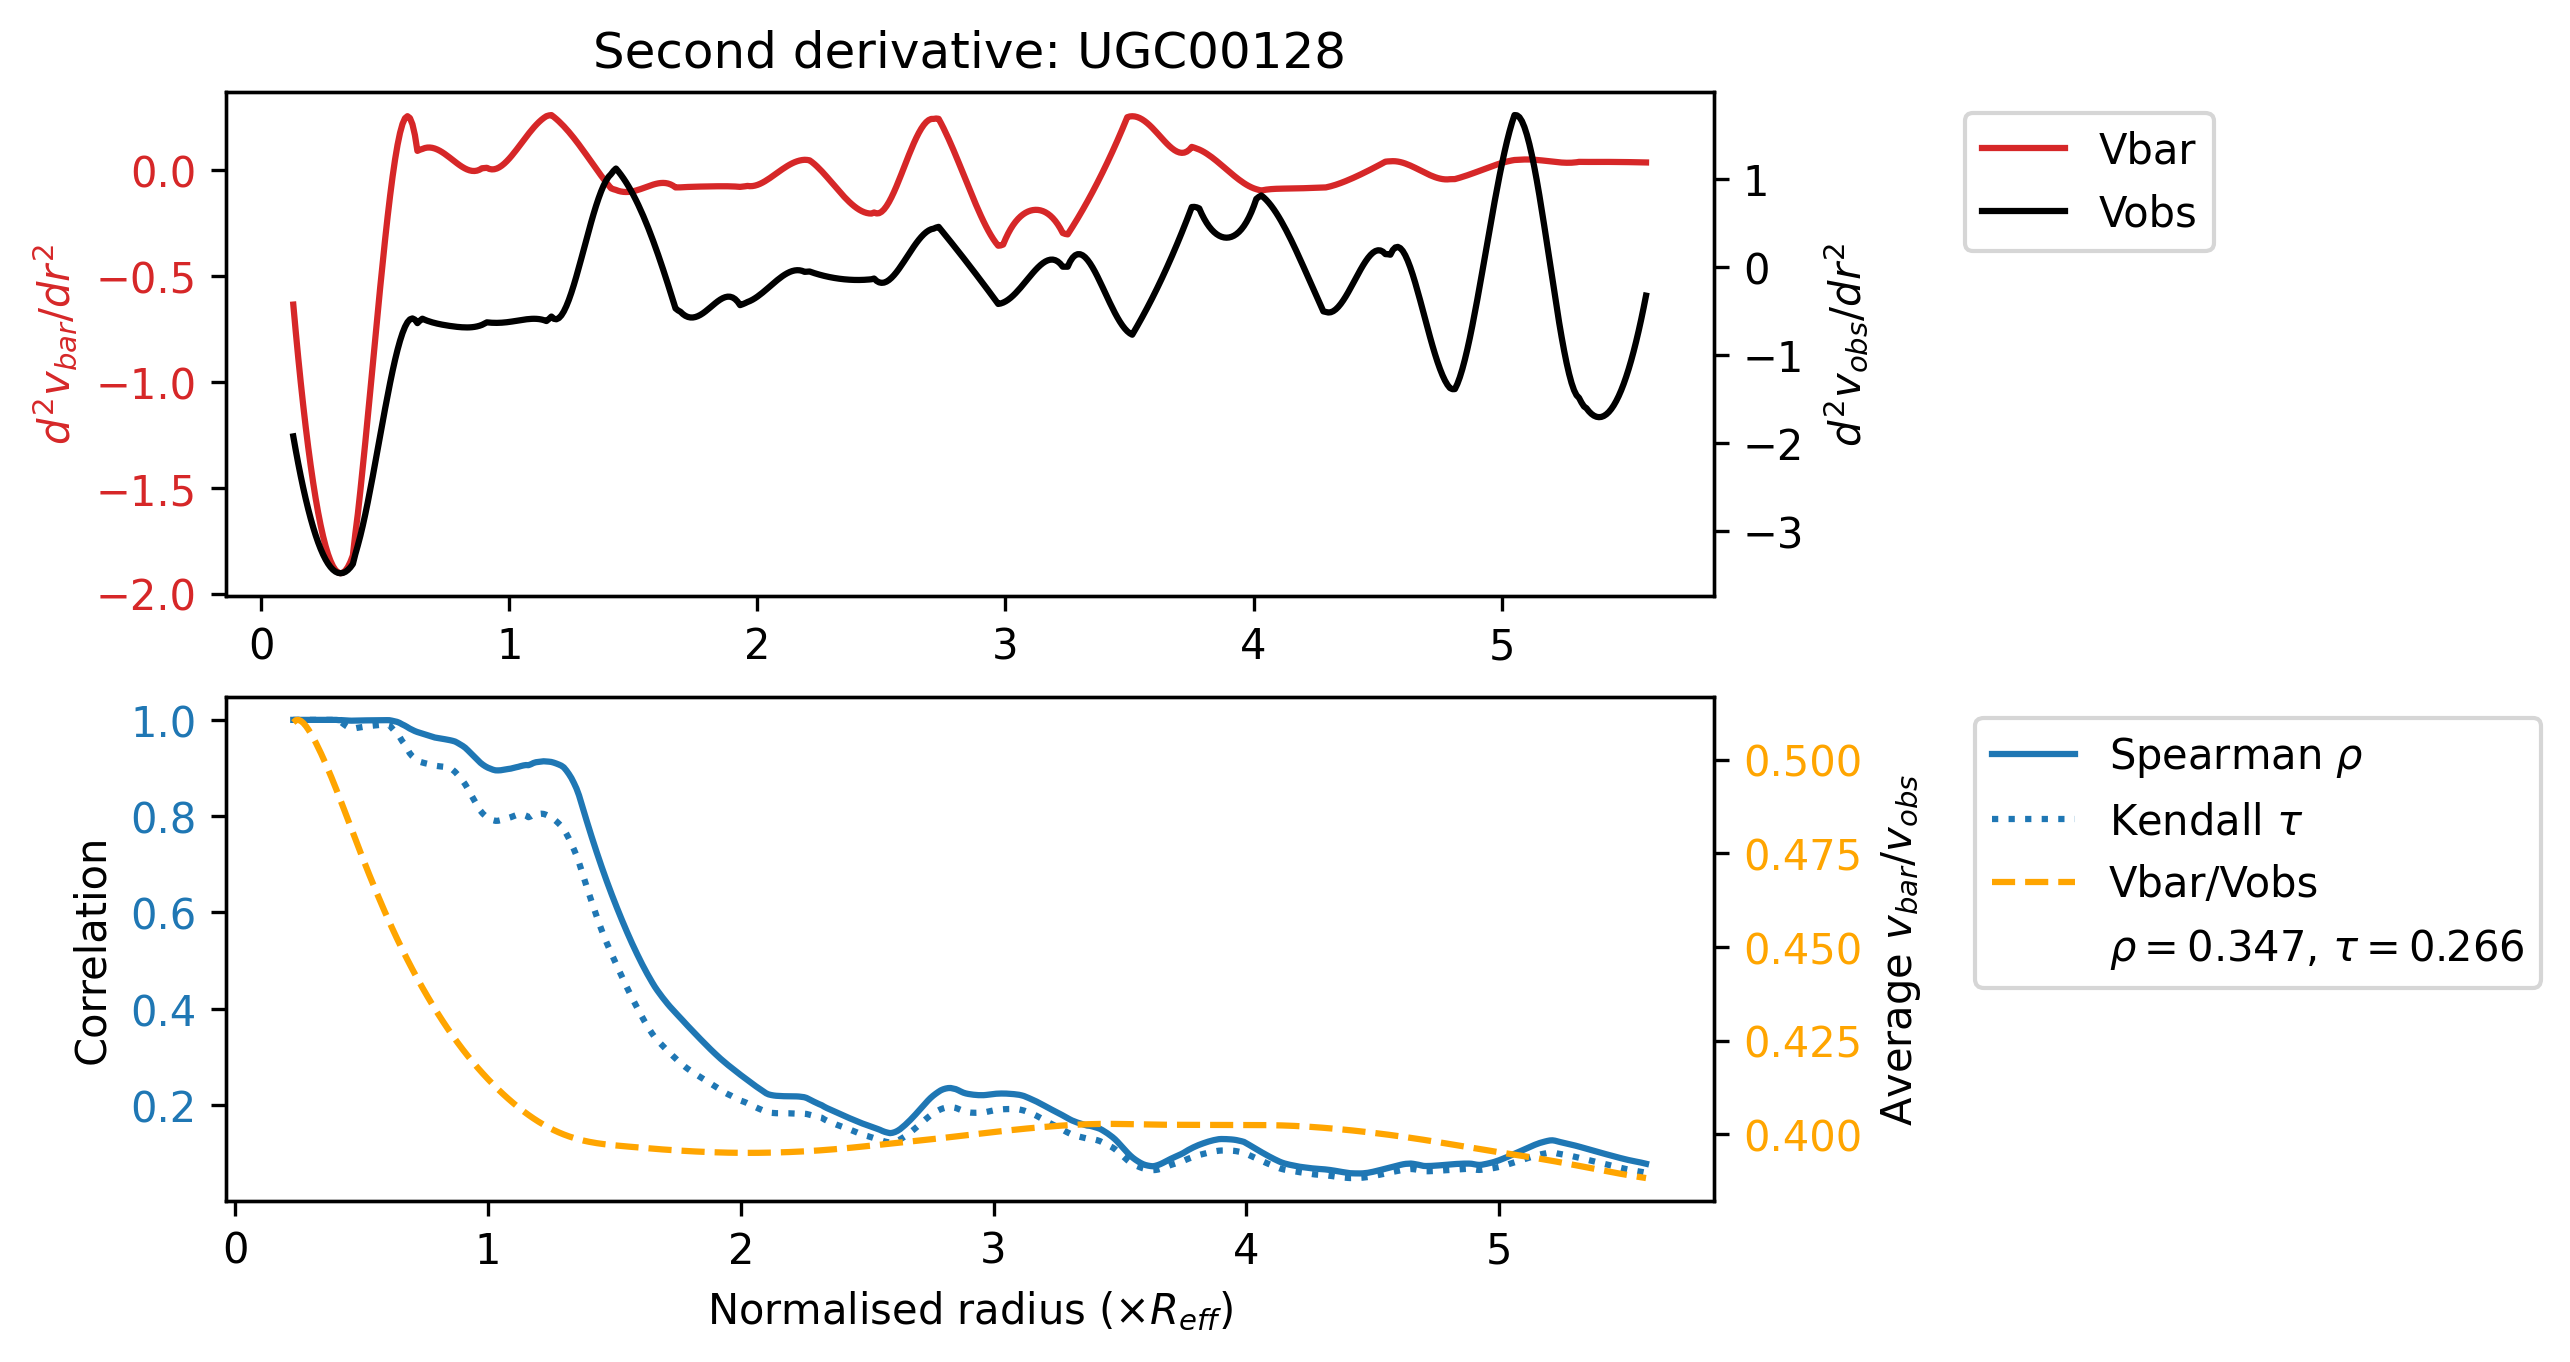 Second derivative: UGC00128
d²v_bar/dr²
0.0
−0.5
−1.0
−1.5
−2.0
1
0
−1
−2
−3
d²v_obs/dr²
0 1 2 3 4 5
Vbar
Vobs
Correlation
1.0
0.8
0.6
0.4
0.2
0.500
0.475
0.450
0.425
0.400
Average v_bar/v_obs
0 1 2 3 4 5
Normalised radius (×R_eff)
Spearman ρ
Kendall τ
Vbar/Vobs
ρ = 0.347, τ = 0.266